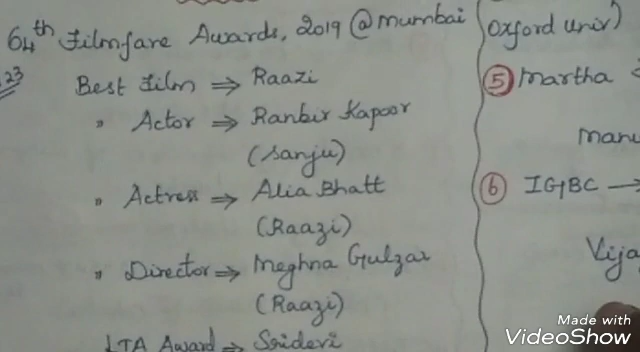 64th Filmfare Awards, 2019 @ Mumbai
23
Best Film ⇒ Raazi
" Actor ⇒ Ranbir Kapoor
(Sanju)
" Actress ⇒ Alia Bhatt
(Raazi)
" Director ⇒ Meghna Gulzar
(Raazi)
LTA Award ⇒ Sridevi
Oxford Univ)
5 Martha
6 IGBC →
Made with
VideoShow